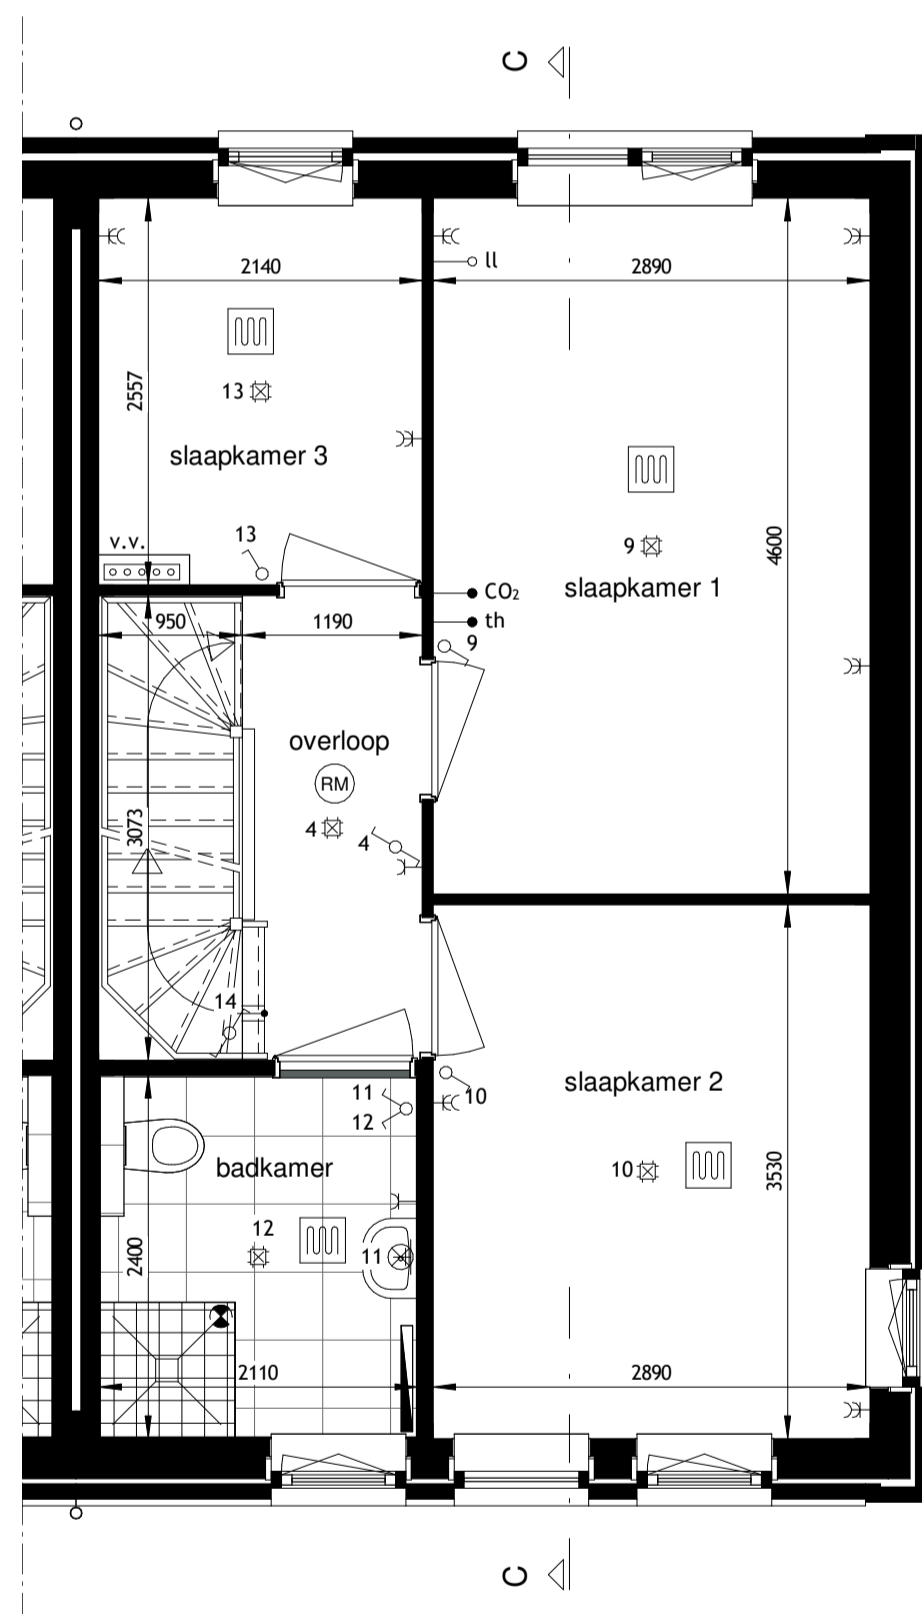 C
ll
2140
2890
2557
13
slaapkamer 3
9
4600
slaapkamer 1
13
v.v.
CO₂
th
9
950
1190
overloop
RM
4
4
3073
14
11
12
10
slaapkamer 2
badkamer
10
3530
12
11
2400
2110
2890
C